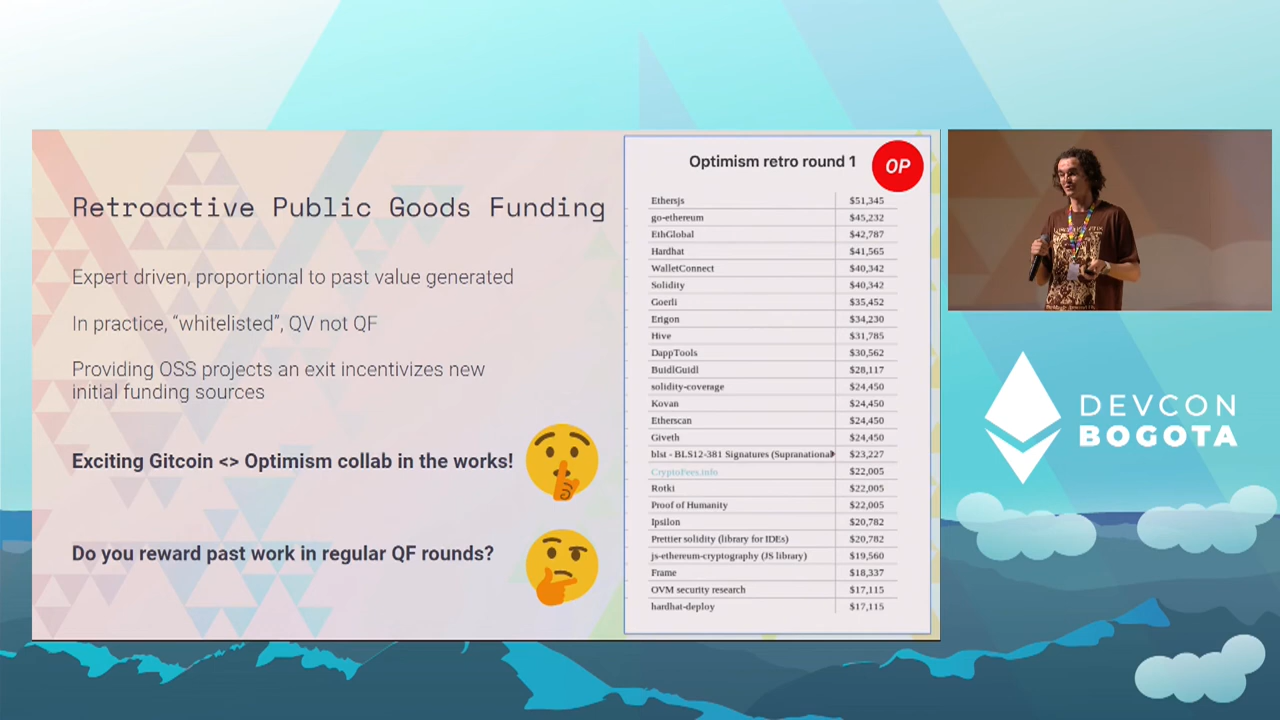 Retroactive Public Goods Funding
Expert driven, proportional to past value generated
In practice, “whitelisted”, QV not QF
Providing OSS projects an exit incentivizes new
initial funding sources
Exciting Gitcoin <> Optimism collab in the works!
Do you reward past work in regular QF rounds?
Optimism retro round 1
OP
Ethersjs $51,345
go-ethereum $45,232
EthGlobal $42,787
Hardhat $41,565
WalletConnect $40,342
Solidity $40,342
Goerli $35,452
Erigon $34,230
Hive $31,785
DappTools $30,562
BuidlGuidl $28,117
solidity-coverage $24,450
Kovan $24,450
Etherscan $24,450
Giveth $24,450
blst - BLS12-381 Signatures (Supranational $23,227
CryptoFees.info $22,005
Rotki $22,005
Proof of Humanity $22,005
Ipsilon $20,782
Prettier solidity (library for IDEs) $20,782
js-ethereum-cryptography (JS library) $19,560
Frame $18,337
OVM security research $17,115
hardhat-deploy $17,115
DEVCON
BOGOTA